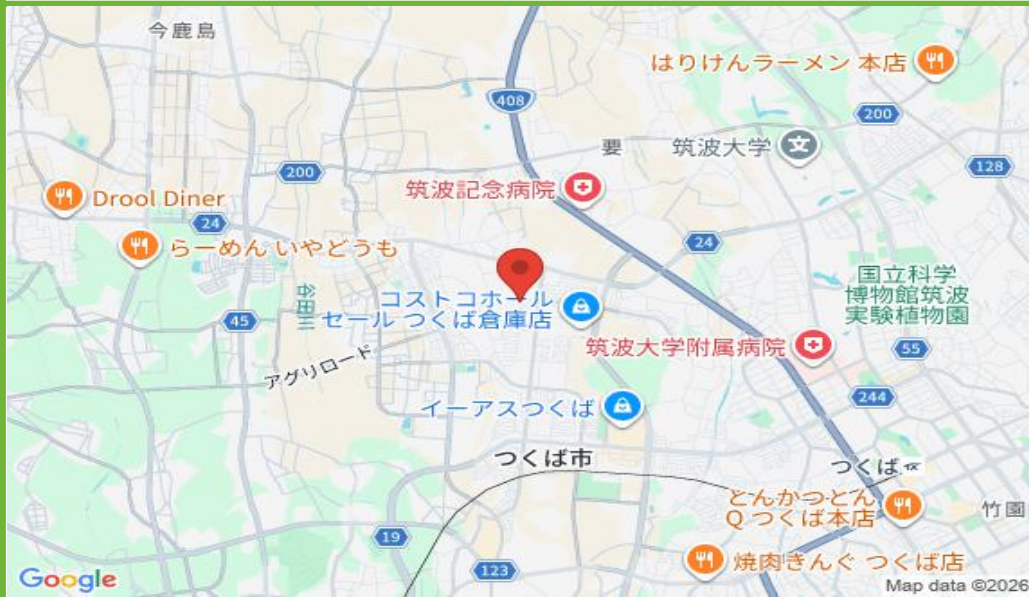 今鹿島
はりけんラーメン 本店
408
200
要
筑波大学
文
128
200
筑波記念病院
Drool Diner
24
24
らーめん いやどうも
国立科学
博物館筑波
実験植物園
谷田川
コストコホール
セール つくば倉庫店
45
筑波大学附属病院
55
アグリロード
244
イーアスつくば
つくば市
つくば
とんかつとん
Q つくば本店
竹園
19
焼肉きんぐ つくば店
123
Google
Map data ©2026